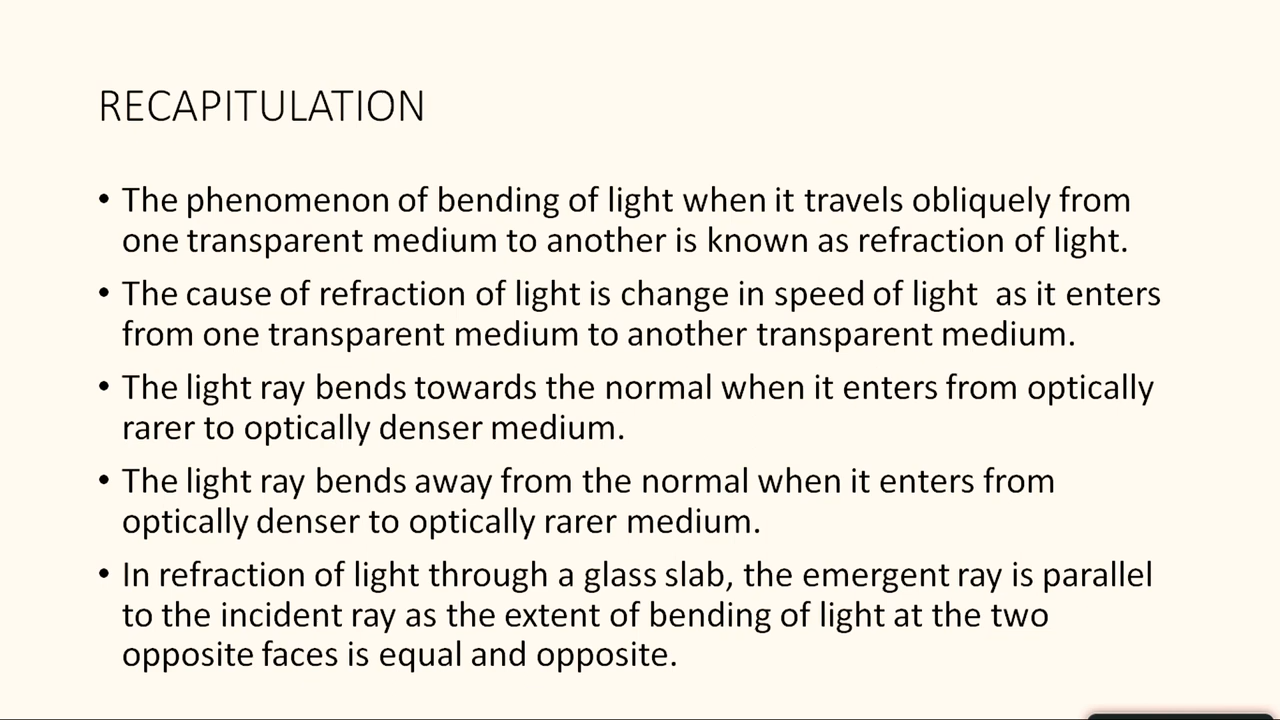 RECAPITULATION
• The phenomenon of bending of light when it travels obliquely from
one transparent medium to another is known as refraction of light.
• The cause of refraction of light is change in speed of light  as it enters
from one transparent medium to another transparent medium.
• The light ray bends towards the normal when it enters from optically
rarer to optically denser medium.
• The light ray bends away from the normal when it enters from
optically denser to optically rarer medium.
• In refraction of light through a glass slab, the emergent ray is parallel
to the incident ray as the extent of bending of light at the two
opposite faces is equal and opposite.